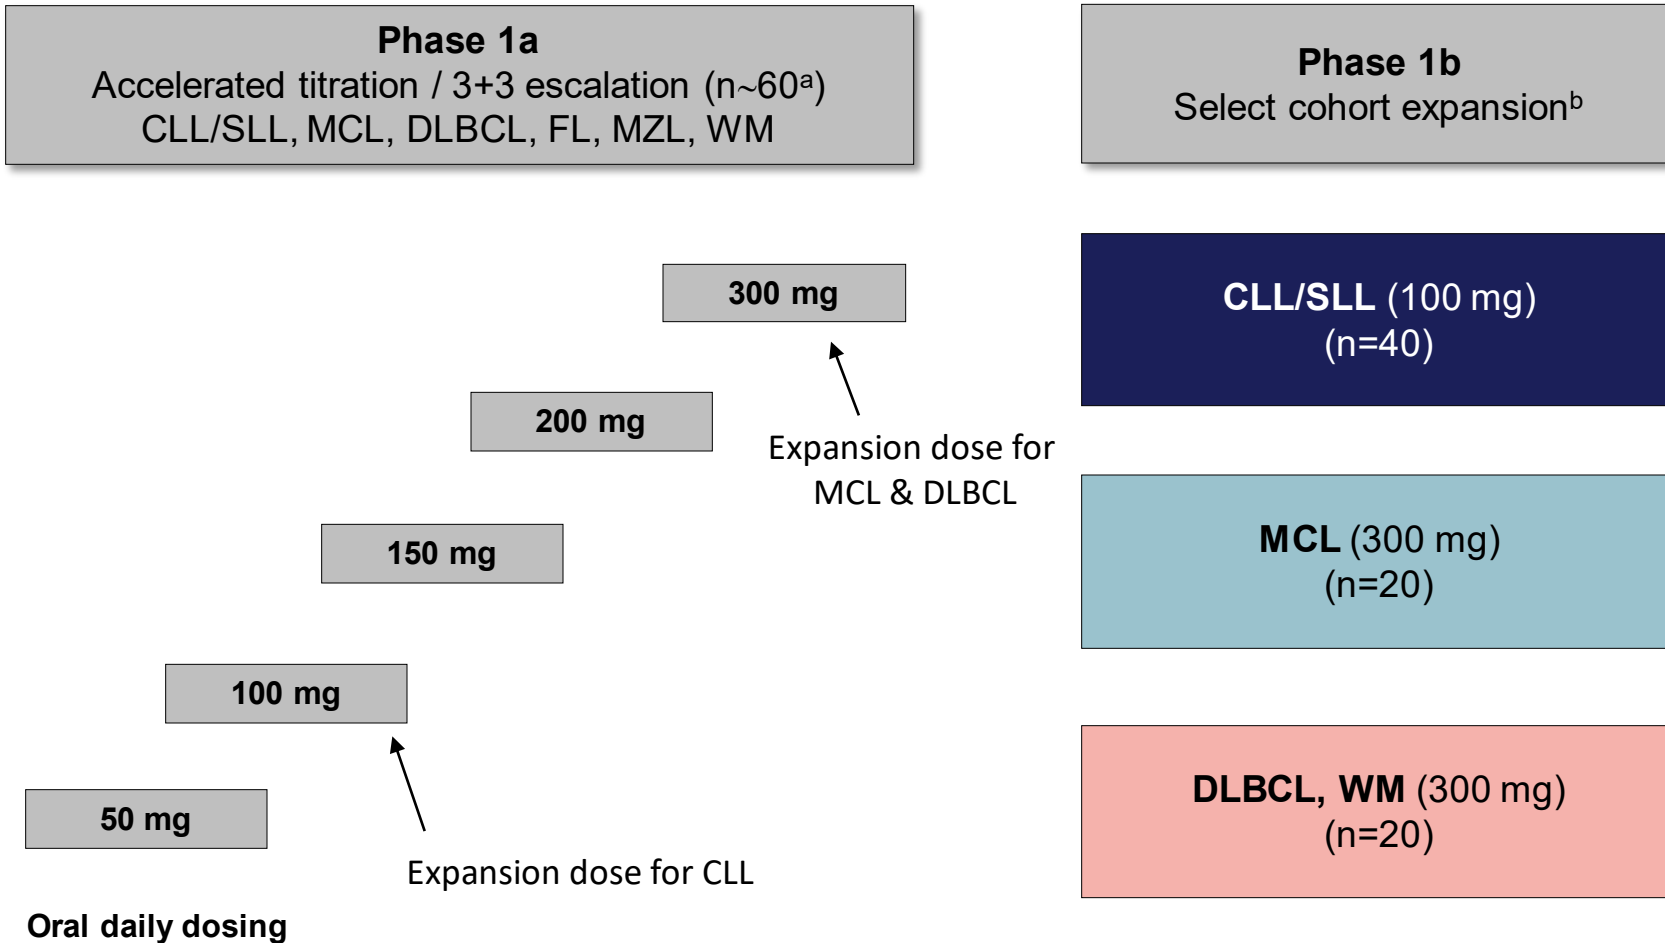 Phase 1a
Accelerated titration / 3+3 escalation (n~60ᵃ)
CLL/SLL, MCL, DLBCL, FL, MZL, WM
Phase 1b
Select cohort expansionᵇ
300 mg
Expansion dose for
MCL & DLBCL
200 mg
150 mg
100 mg
Expansion dose for CLL
50 mg
Oral daily dosing
CLL/SLL (100 mg)
(n=40)
MCL (300 mg)
(n=20)
DLBCL, WM (300 mg)
(n=20)